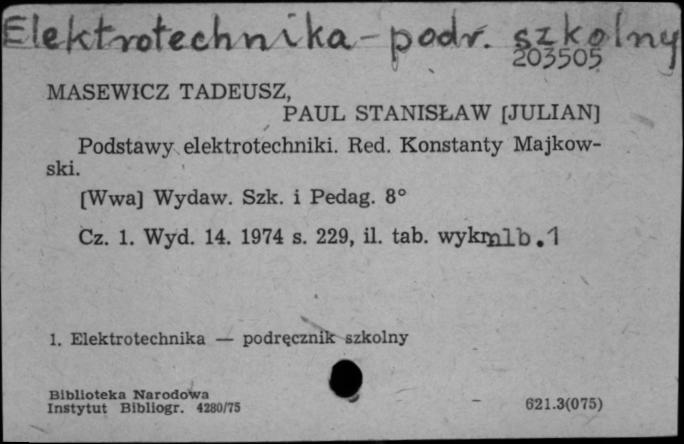 Elektrotechnika - podr. szkolny
203505
MASEWICZ TADEUSZ,
PAUL STANISŁAW [JULIAN]
Podstawy elektrotechniki. Red. Konstanty Majkow-
ski.
[Wwa] Wydaw. Szk. i Pedag. 8°
Cz. 1. Wyd. 14. 1974 s. 229, il. tab. wykr. nlb.1
1. Elektrotechnika — podręcznik szkolny
Biblioteka Narodowa
Instytut Bibliogr. 4280/75
621.3(075)